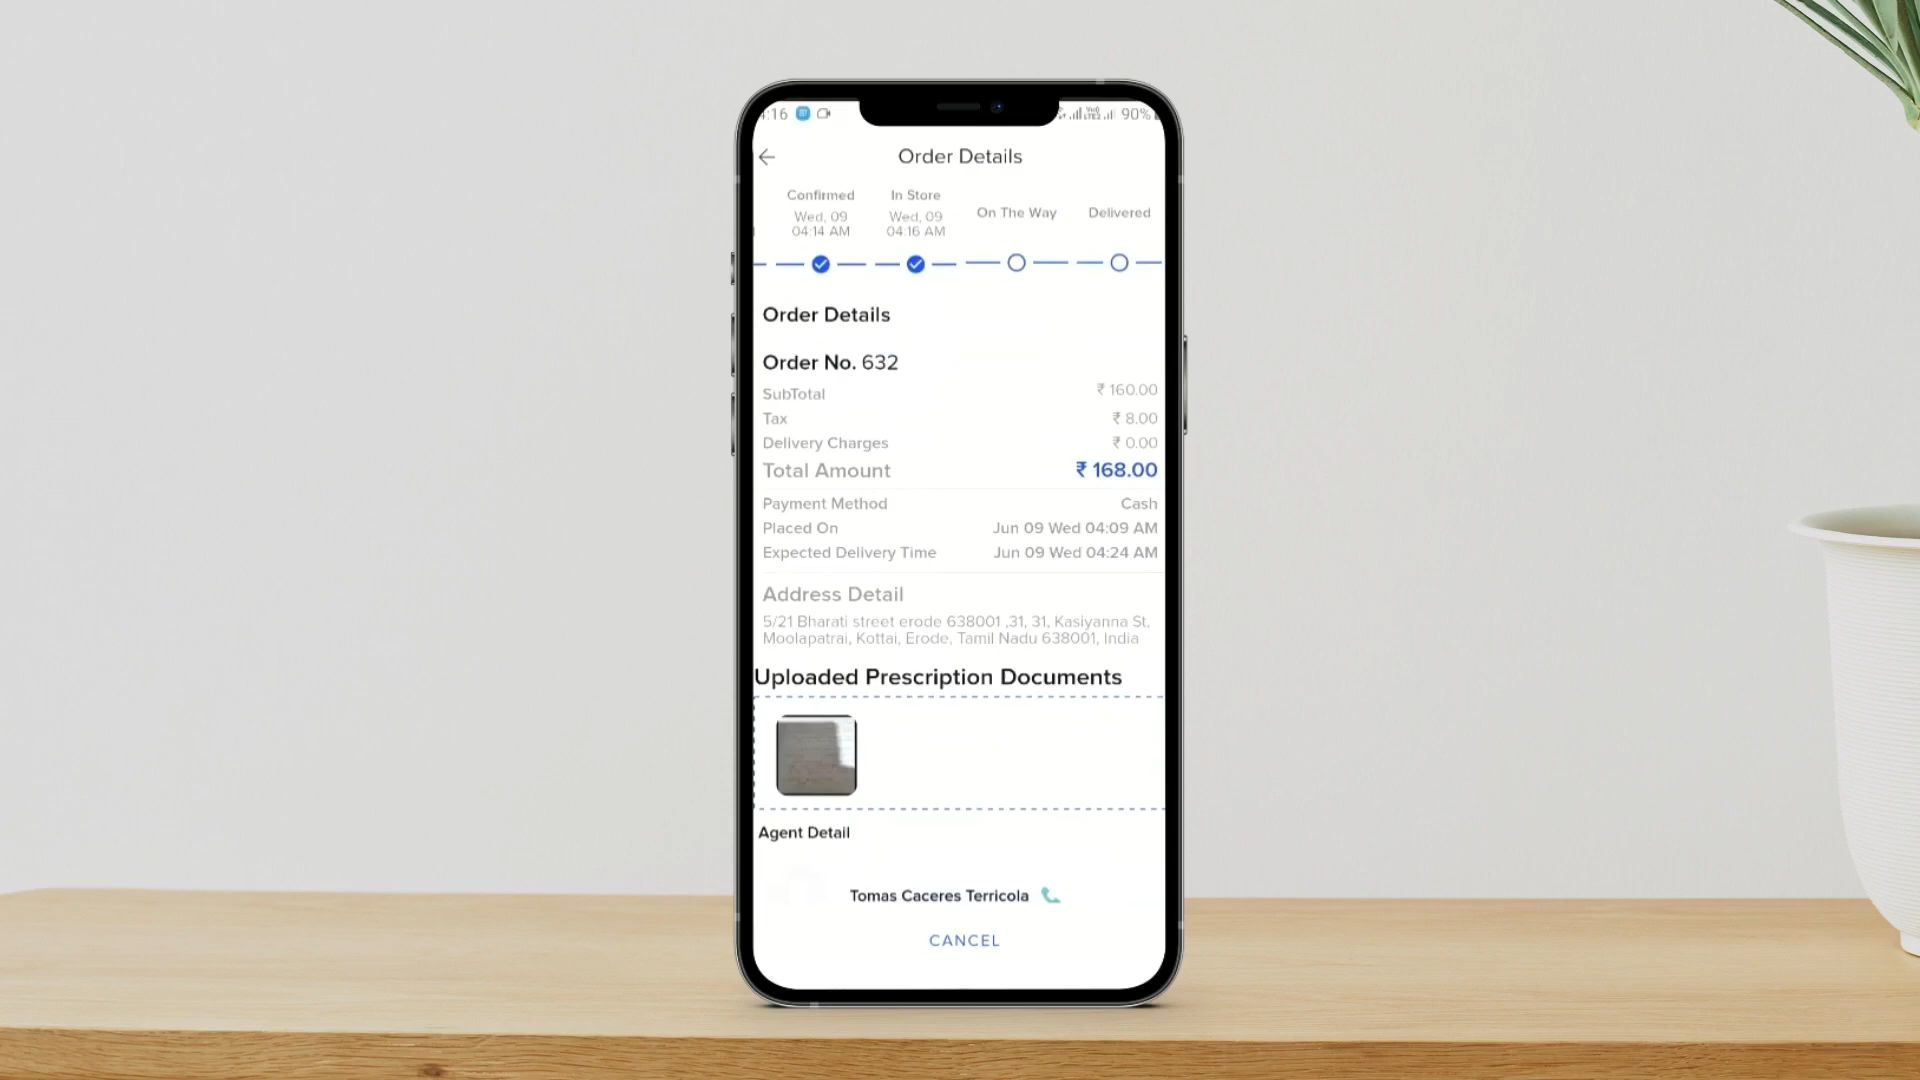 :16 90%
Order Details
Confirmed
Wed, 09
04:14 AM
In Store
Wed, 09
04:16 AM
On The Way
Delivered
Order Details
Order No. 632
SubTotal ₹ 160.00
Tax ₹ 8.00
Delivery Charges ₹ 0.00
Total Amount ₹ 168.00
Payment Method Cash
Placed On Jun 09 Wed 04:09 AM
Expected Delivery Time Jun 09 Wed 04:24 AM
Address Detail
5/21 Bharati street erode 638001 ,31, 31, Kasiyanna St,
Moolapatrai, Kottai, Erode, Tamil Nadu 638001, India
Uploaded Prescription Documents
Agent Detail
Tomas Caceres Terricola
CANCEL